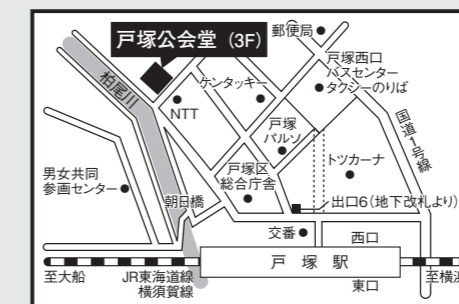 戸塚公会堂（3F）
郵便局
柏尾川
ケンタッキー
戸塚西口
バスセンター
タクシーのりば
NTT
戸塚
パルソ
国道1号線
トツカーナ
男女共同
参画センター
戸塚区
総合庁舎
朝日橋
出口6（地下改札より）
交番
西口
戸塚駅
至大船
JR東海道線
横須賀線
東口
至横浜